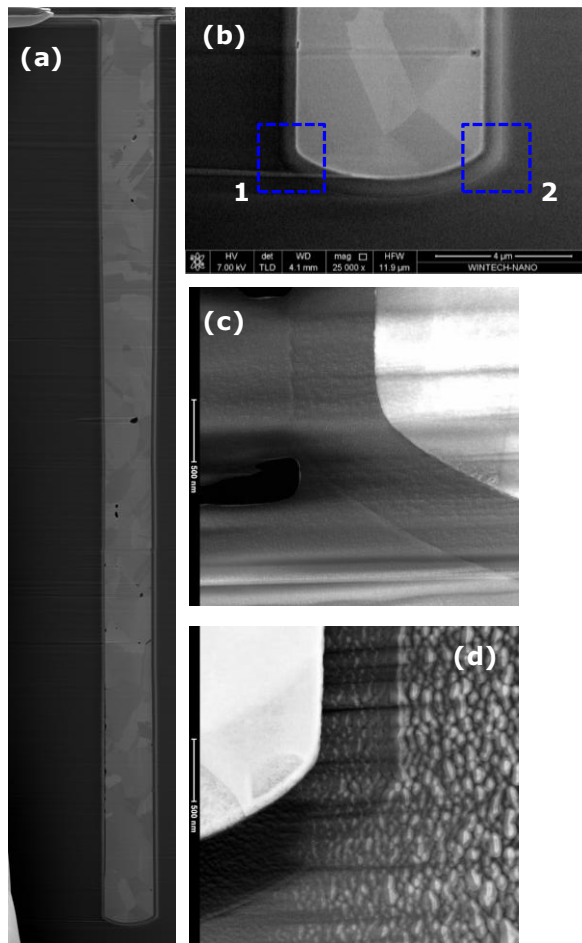 (a)
(b)
1
2
HV det WD mag HFW 4 µm
7.00 kV TLD 4.1 mm 25 000 x 11.9 µm WINTECH-NANO
(c)
500 nm
(d)
500 nm